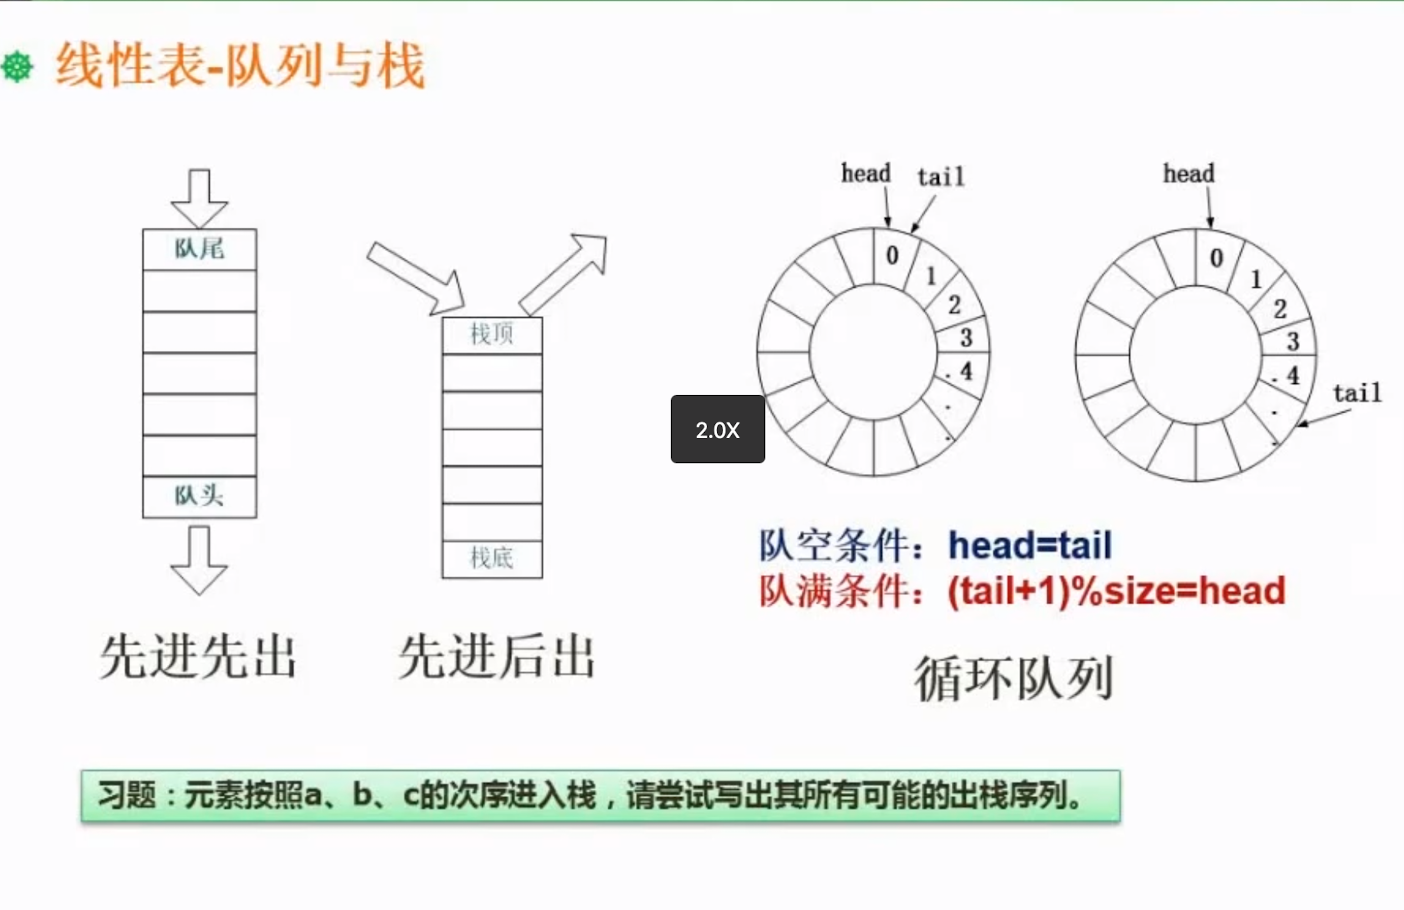 线性表-队列与栈
队尾
队头
先进先出
栈顶
栈底
先进后出
2.0X
head tail
0
1
2
3
. 4
.
.
head
0
1
2
3
. 4
.
.
tail
队空条件：head=tail
队满条件：(tail+1)%size=head
循环队列
习题：元素按照a、b、c的次序进入栈，请尝试写出其所有可能的出栈序列。